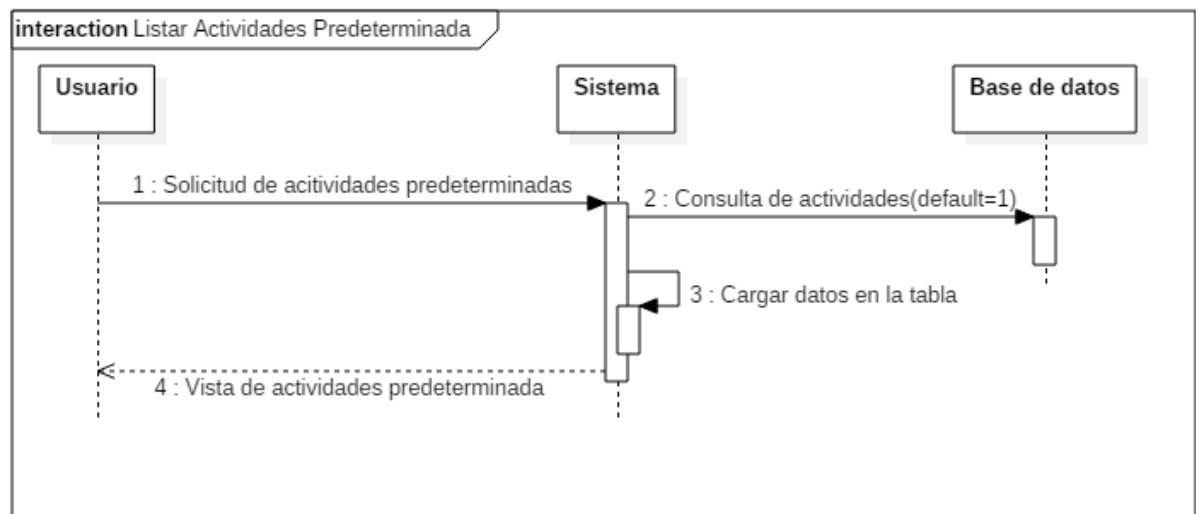 interaction Listar Actividades Predeterminada
Usuario
Sistema
Base de datos
1 : Solicitud de acitividades predeterminadas
2 : Consulta de actividades(default=1)
3 : Cargar datos en la tabla
4 : Vista de actividades predeterminada